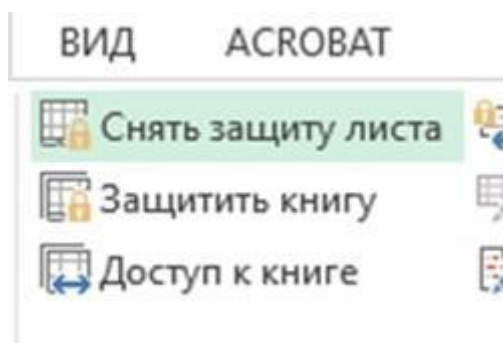 ВИД ACROBAT
Снять защиту листа
Защитить книгу
Доступ к книге